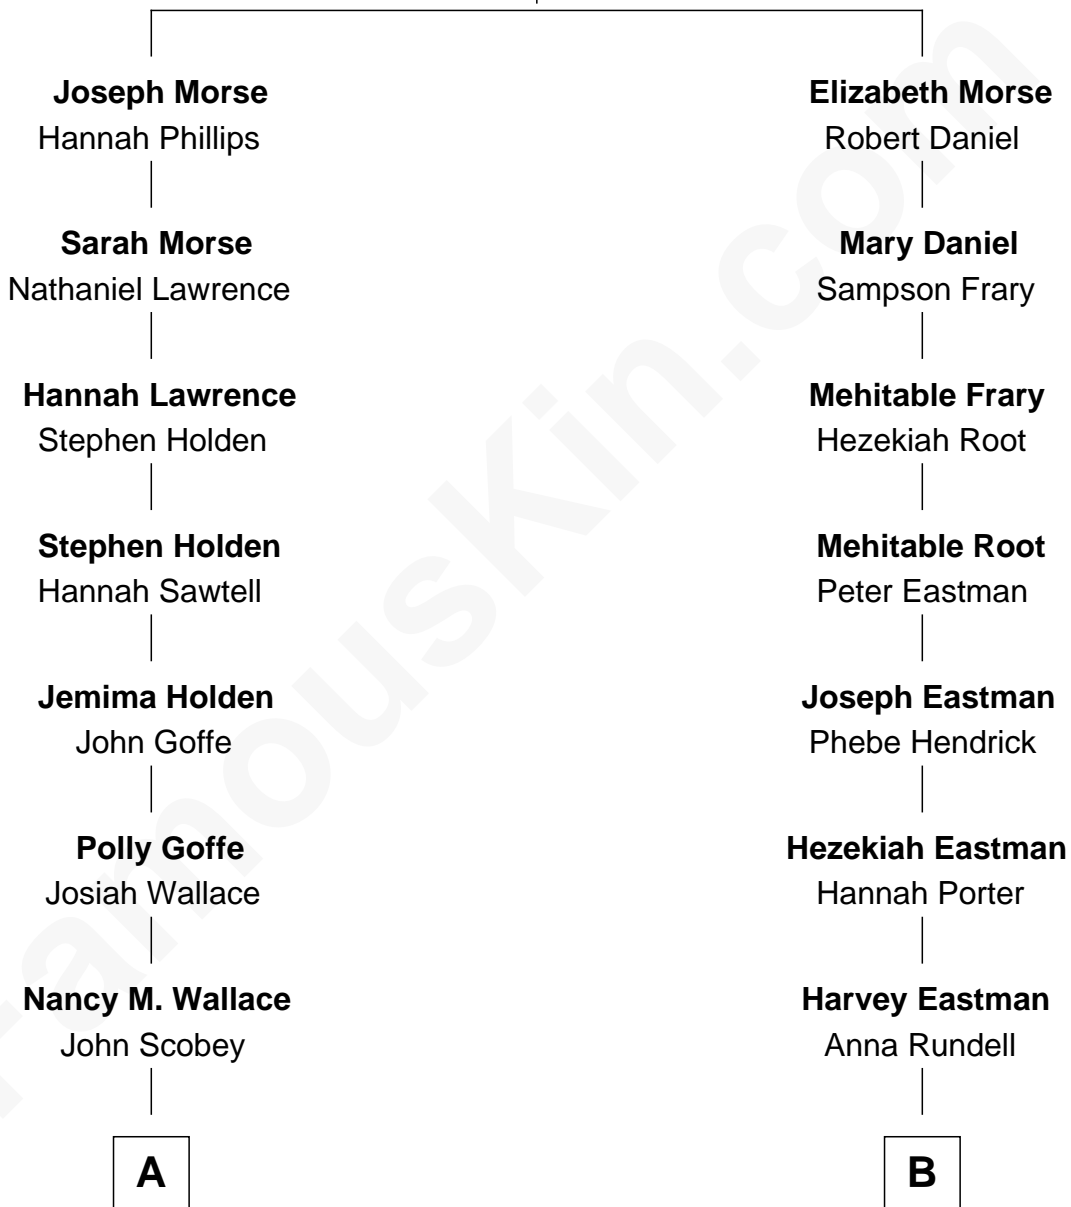 Joseph Morse
Hannah Phillips
Sarah Morse
Nathaniel Lawrence
Hannah Lawrence
Stephen Holden
Stephen Holden
Hannah Sawtell
Jemima Holden
John Goffe
Polly Goffe
Josiah Wallace
Nancy M. Wallace
John Scobey
A
Elizabeth Morse
Robert Daniel
Mary Daniel
Sampson Frary
Mehitable Frary
Hezekiah Root
Mehitable Root
Peter Eastman
Joseph Eastman
Phebe Hendrick
Hezekiah Eastman
Hannah Porter
Harvey Eastman
Anna Rundell
B
FamousKin.com